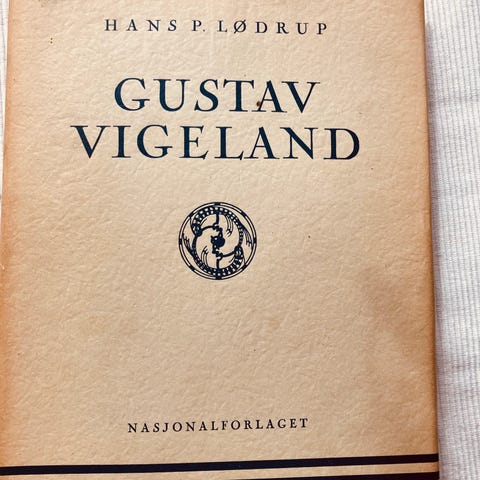 HANS P. LØDRUP
GUSTAV
VIGELAND
NASJONALFORLAGET